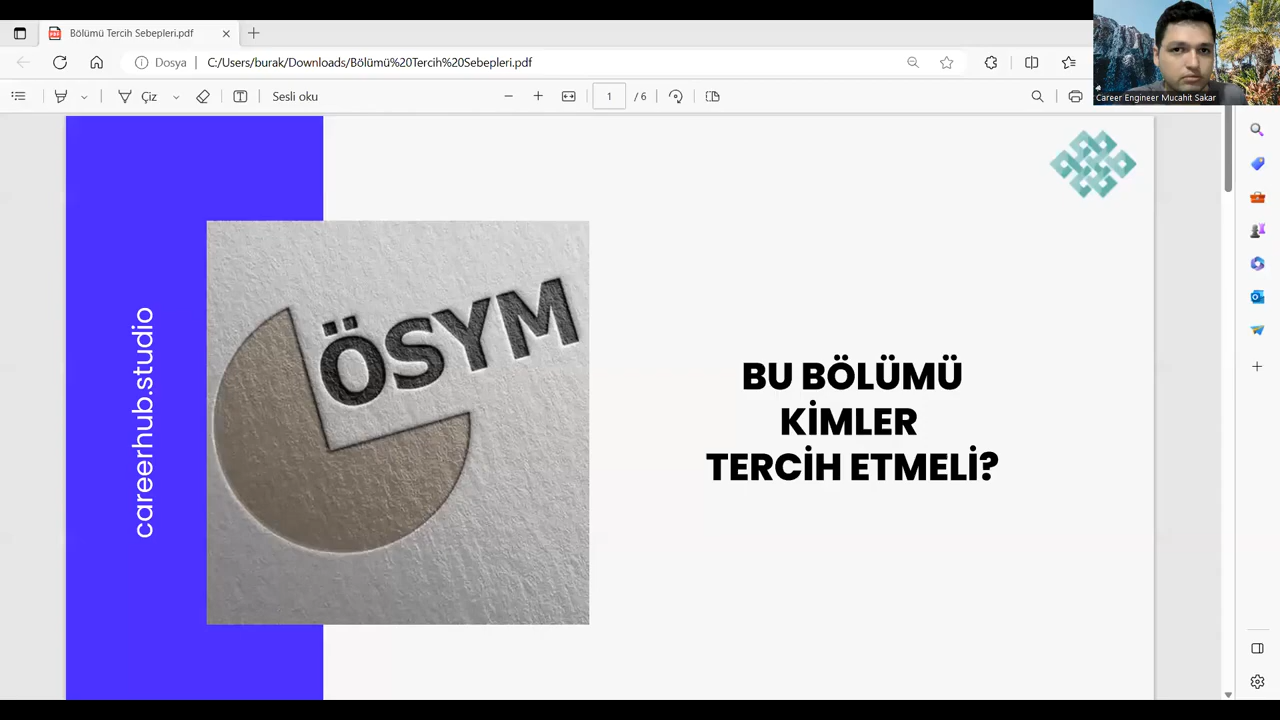 Bölümü Tercih Sebepleri.pdf
Dosya
C:/Users/burak/Downloads/Bölümü%20Tercih%20Sebepleri.pdf
Çiz
Sesli oku
1
/ 6
Career Engineer Mucahit Sakar
careerhub.studio
ÖSYM
BU BÖLÜMÜ
KİMLER
TERCİH ETMELİ?